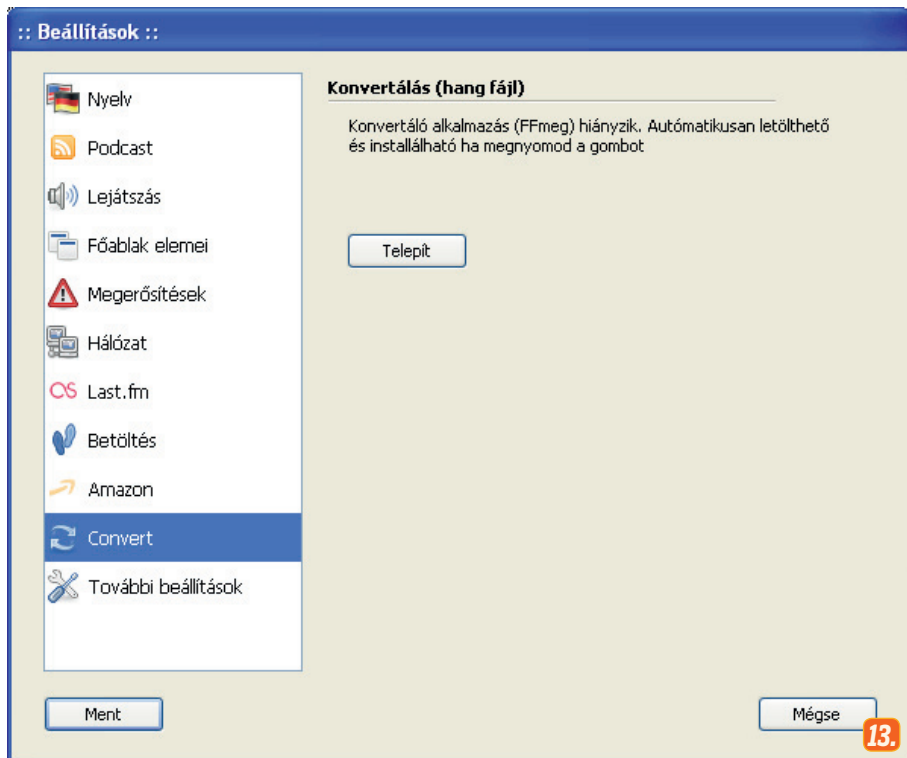 :: Beállítások ::
Nyelv
Podcast
Lejátszás
Főablak elemei
Megerősítések
Hálózat
Last.fm
Betöltés
Amazon
Convert
További beállítások
Konvertálás (hang fájl)
Konvertáló alkalmazás (FFmeg) hiányzik. Autómatikusan letölthető
és installálható ha megnyomod a gombot
Telepít
Ment
Mégse
13.